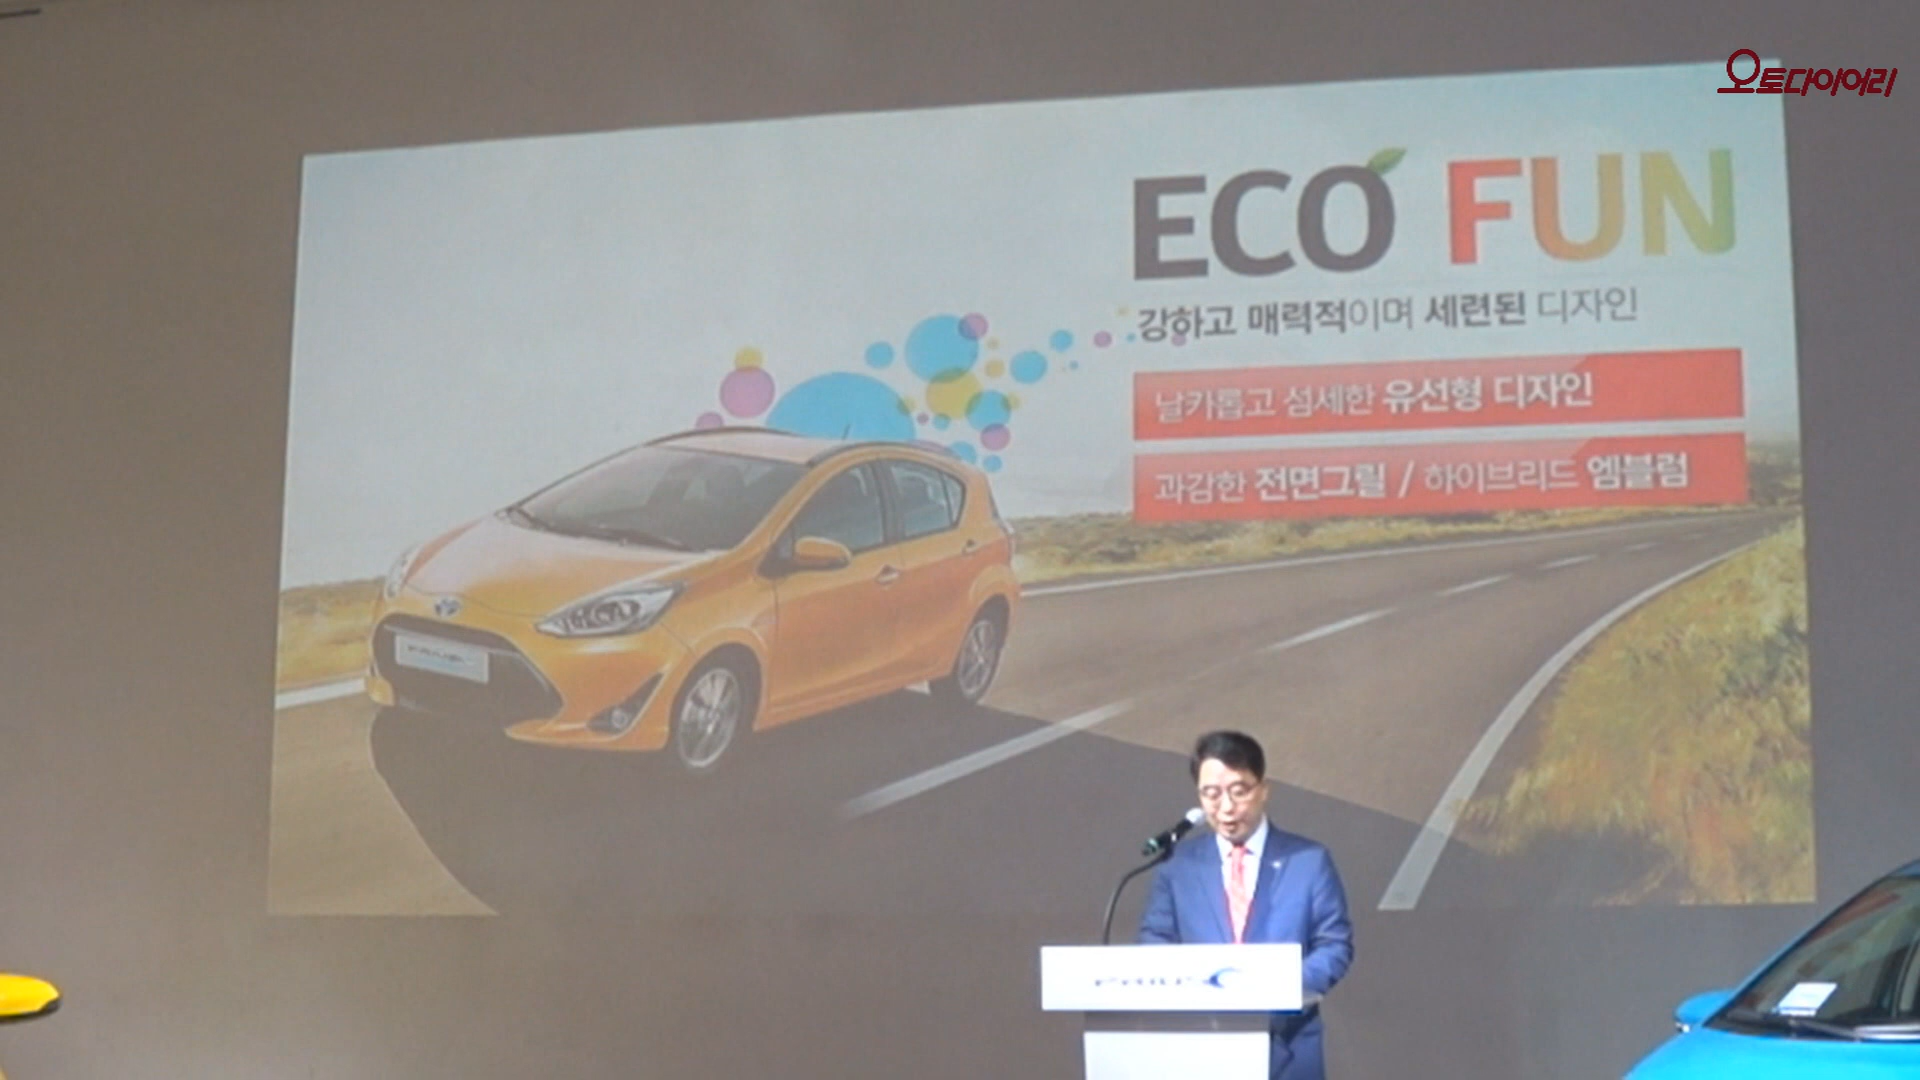 오토다이어리
ECO FUN
강하고 매력적이며 세련된 디자인
날카롭고 섬세한 유선형 디자인
과감한 전면그릴 / 하이브리드 엠블럼
PRIUS C